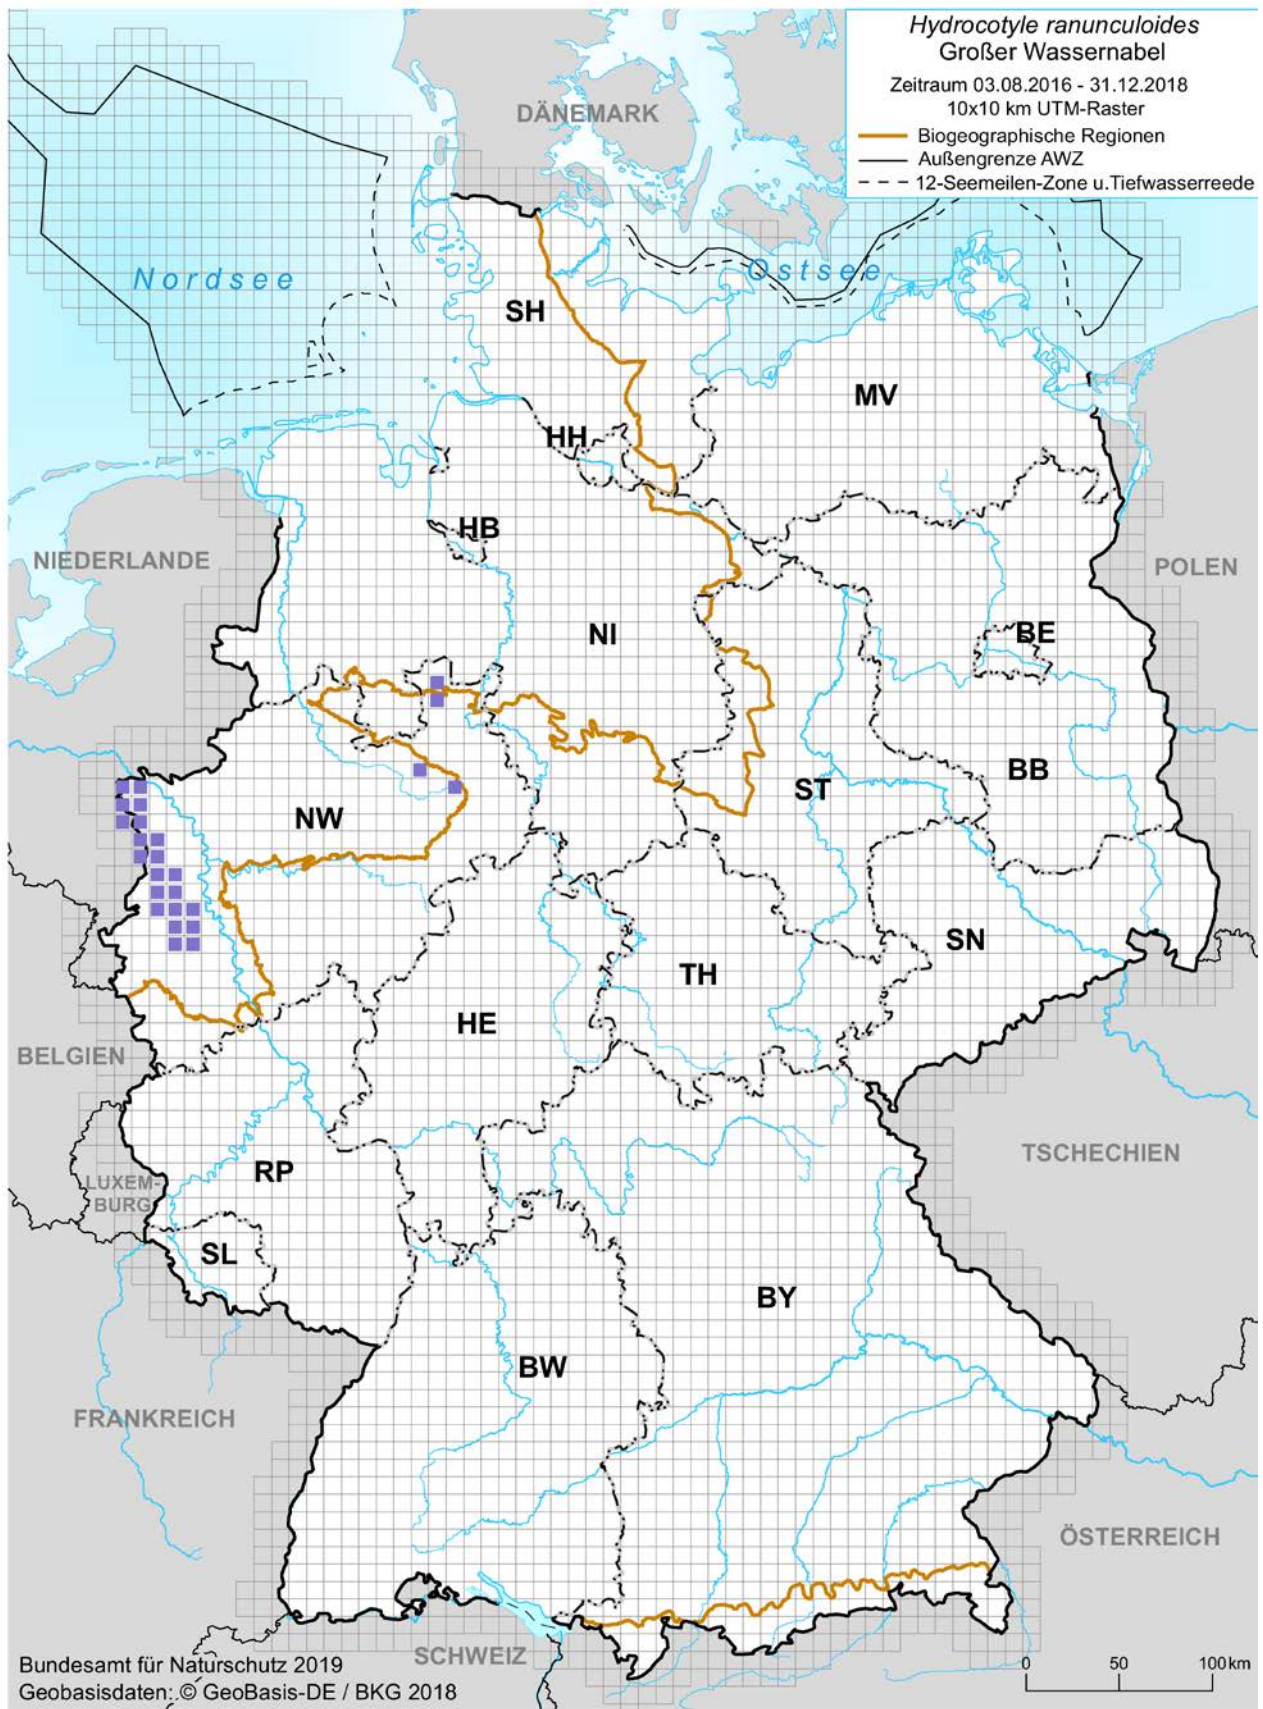 Hydrocotyle ranunculoides
Großer Wassernabel
Zeitraum 03.08.2016 - 31.12.2018
10x10 km UTM-Raster
Biogeographische Regionen
Außengrenze AWZ
12-Seemeilen-Zone u.Tiefwasserreede
DÄNEMARK
Nordsee
Ostsee
SH
MV
HH
HB
NIEDERLANDE
POLEN
NI
BE
BB
ST
NW
SN
TH
HE
BELGIEN
TSCHECHIEN
RP
LUXEM-
BURG
SL
BY
BW
FRANKREICH
ÖSTERREICH
SCHWEIZ
Bundesamt für Naturschutz 2019
Geobasisdaten: © GeoBasis-DE / BKG 2018
0 50 100 km